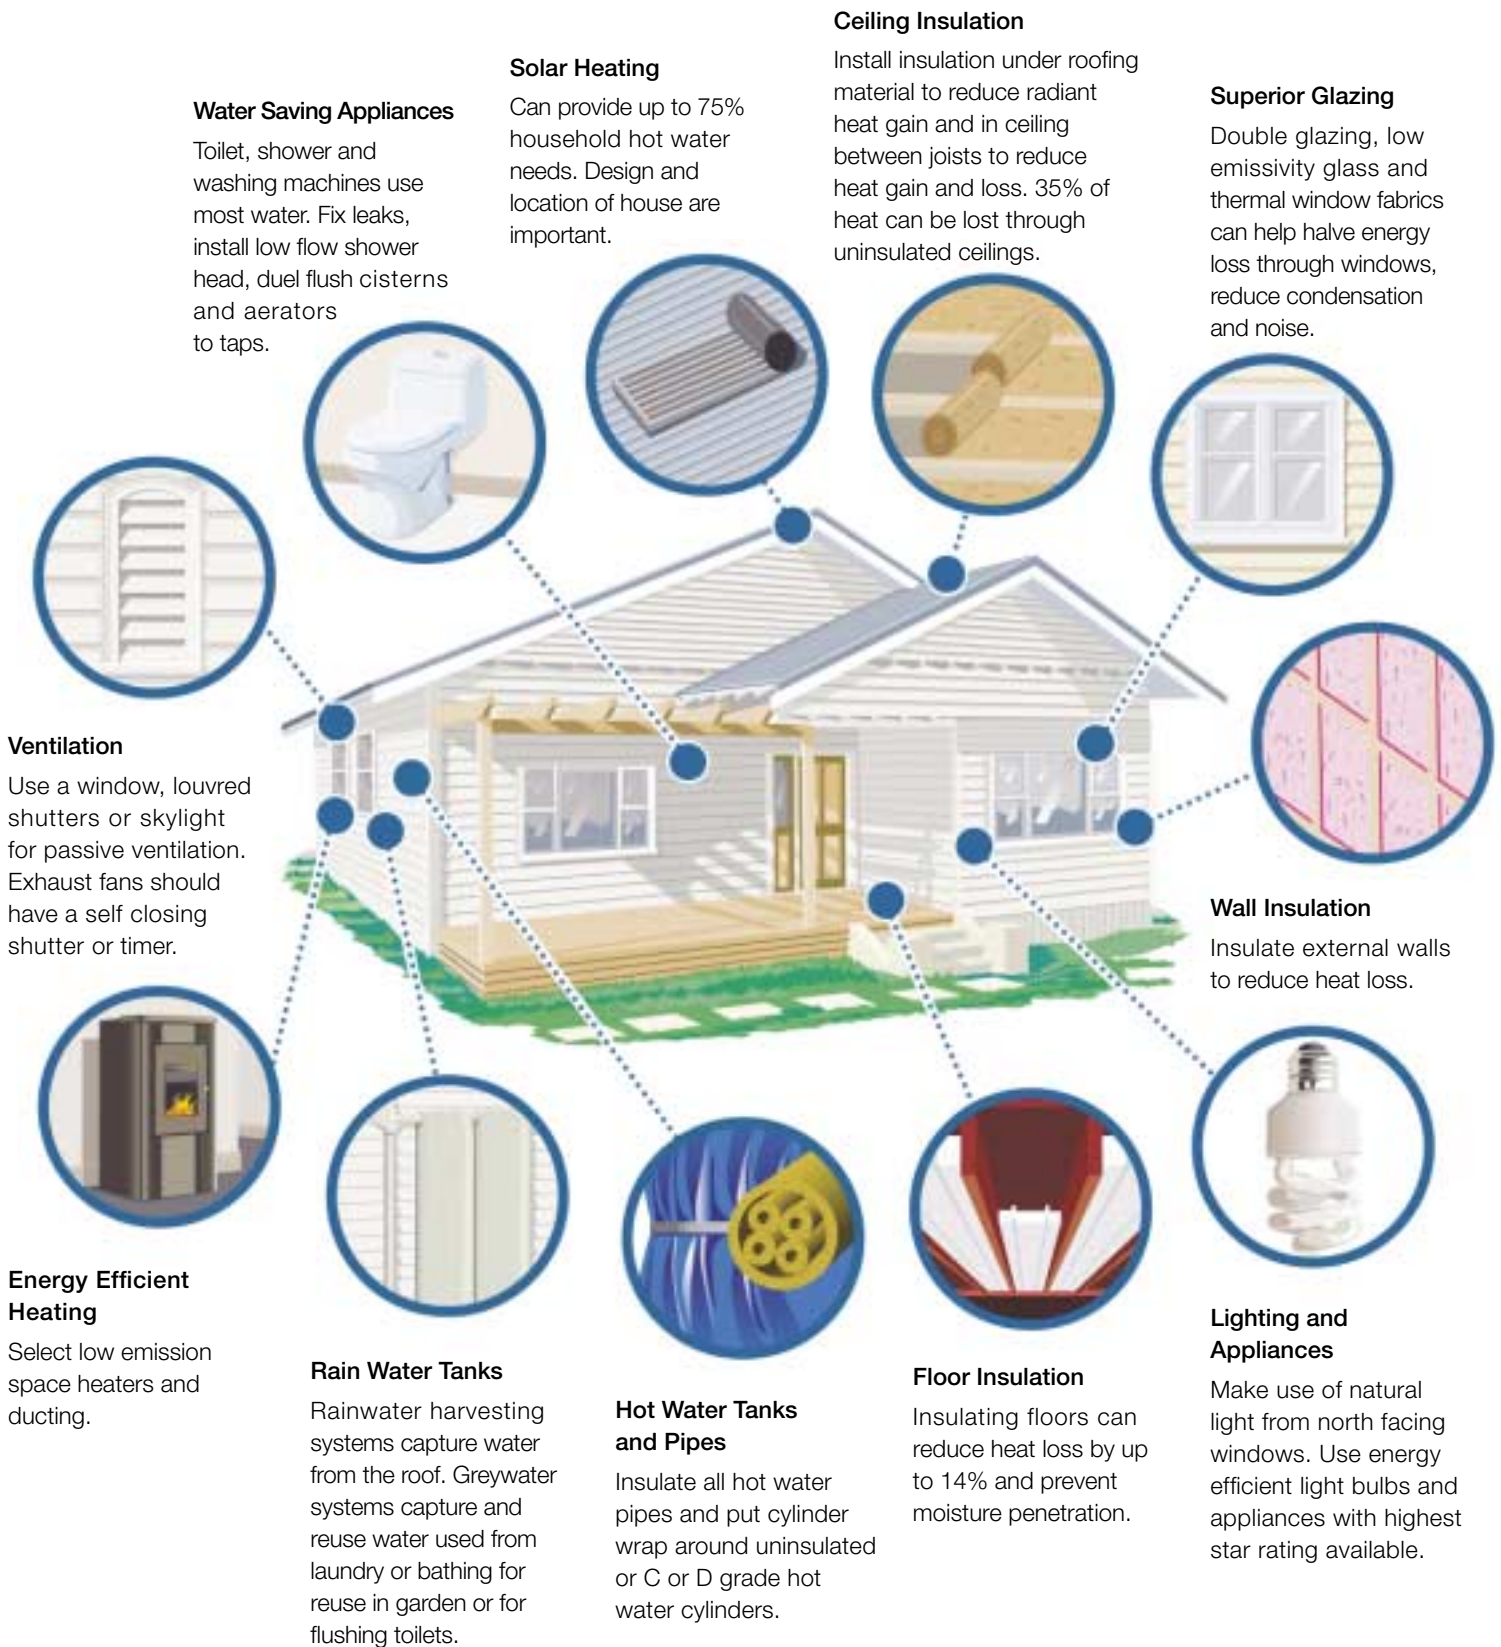 Water Saving Appliances
Toilet, shower and
washing machines use
most water. Fix leaks,
install low flow shower
head, duel flush cisterns
and aerators
to taps.
Solar Heating
Can provide up to 75%
household hot water
needs. Design and
location of house are
important.
Ceiling Insulation
Install insulation under roofing
material to reduce radiant
heat gain and in ceiling
between joists to reduce
heat gain and loss. 35% of
heat can be lost through
uninsulated ceilings.
Superior Glazing
Double glazing, low
emissivity glass and
thermal window fabrics
can help halve energy
loss through windows,
reduce condensation
and noise.
Ventilation
Use a window, louvred
shutters or skylight
for passive ventilation.
Exhaust fans should
have a self closing
shutter or timer.
Wall Insulation
Insulate external walls
to reduce heat loss.
Energy Efficient
Heating
Select low emission
space heaters and
ducting.
Rain Water Tanks
Rainwater harvesting
systems capture water
from the roof. Greywater
systems capture and
reuse water used from
laundry or bathing for
reuse in garden or for
flushing toilets.
Hot Water Tanks
and Pipes
Insulate all hot water
pipes and put cylinder
wrap around uninsulated
or C or D grade hot
water cylinders.
Floor Insulation
Insulating floors can
reduce heat loss by up
to 14% and prevent
moisture penetration.
Lighting and
Appliances
Make use of natural
light from north facing
windows. Use energy
efficient light bulbs and
appliances with highest
star rating available.